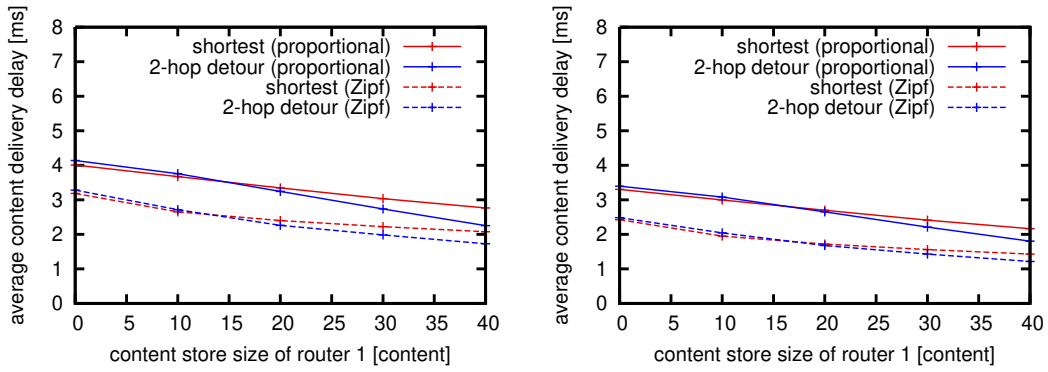 average content delivery delay [ms]
8
7
6
5
4
3
2
1
0
shortest (proportional)
2-hop detour (proportional)
shortest (Zipf)
2-hop detour (Zipf)
0 5 10 15 20 25 30 35 40
content store size of router 1 [content]
average content delivery delay [ms]
8
7
6
5
4
3
2
1
0
shortest (proportional)
2-hop detour (proportional)
shortest (Zipf)
2-hop detour (Zipf)
0 5 10 15 20 25 30 35 40
content store size of router 1 [content]